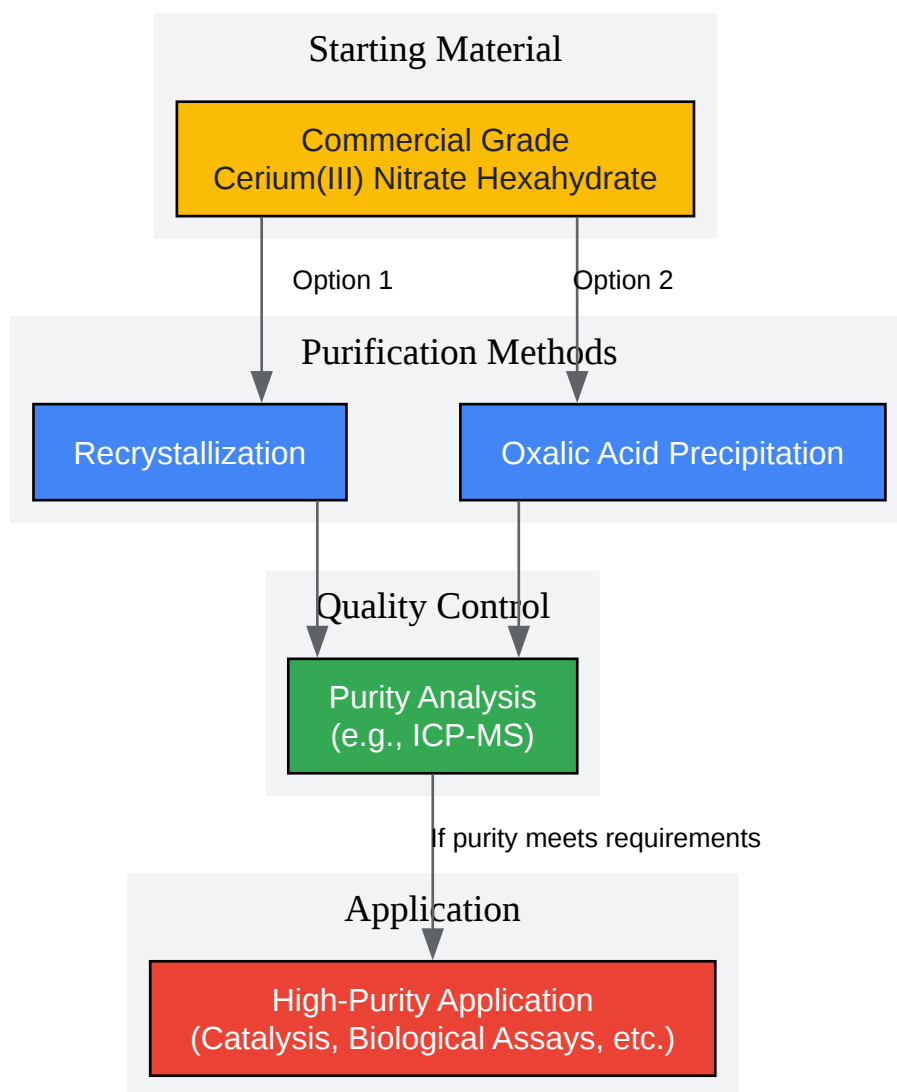 Starting Material
Commercial Grade
Cerium(III) Nitrate Hexahydrate
Option 1
Option 2
Purification Methods
Recrystallization
Oxalic Acid Precipitation
Quality Control
Purity Analysis
(e.g., ICP-MS)
If purity meets requirements
Application
High-Purity Application
(Catalysis, Biological Assays, etc.)